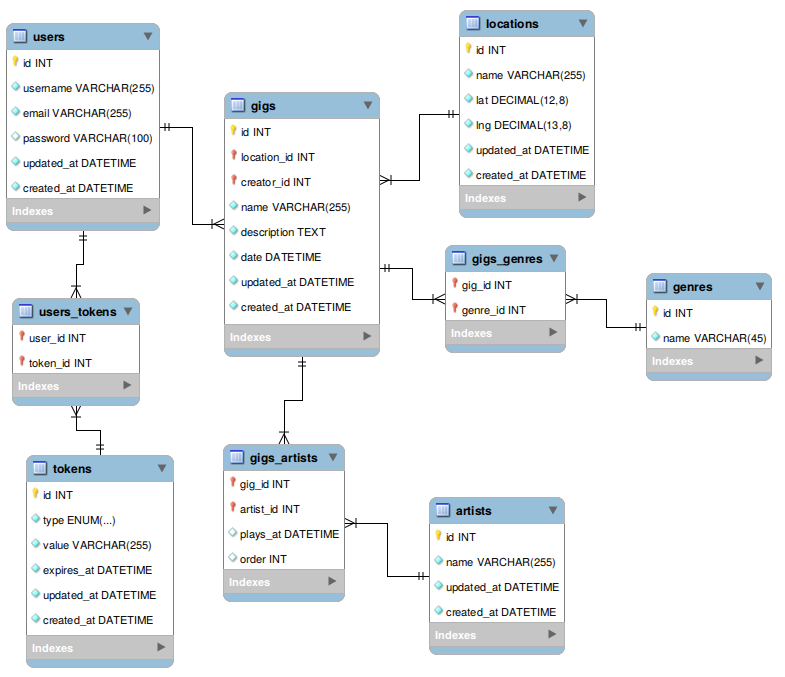 users
id INT
username VARCHAR(255)
email VARCHAR(255)
password VARCHAR(100)
updated_at DATETIME
created_at DATETIME
Indexes
users_tokens
user_id INT
token_id INT
Indexes
tokens
id INT
type ENUM(...)
value VARCHAR(255)
expires_at DATETIME
updated_at DATETIME
created_at DATETIME
Indexes
gigs
id INT
location_id INT
creator_id INT
name VARCHAR(255)
description TEXT
date DATETIME
updated_at DATETIME
created_at DATETIME
Indexes
gigs_artists
gig_id INT
artist_id INT
plays_at DATETIME
order INT
Indexes
locations
id INT
name VARCHAR(255)
lat DECIMAL(12,8)
lng DECIMAL(13,8)
updated_at DATETIME
created_at DATETIME
Indexes
gigs_genres
gig_id INT
genre_id INT
Indexes
genres
id INT
name VARCHAR(45)
Indexes
artists
id INT
name VARCHAR(255)
updated_at DATETIME
created_at DATETIME
Indexes